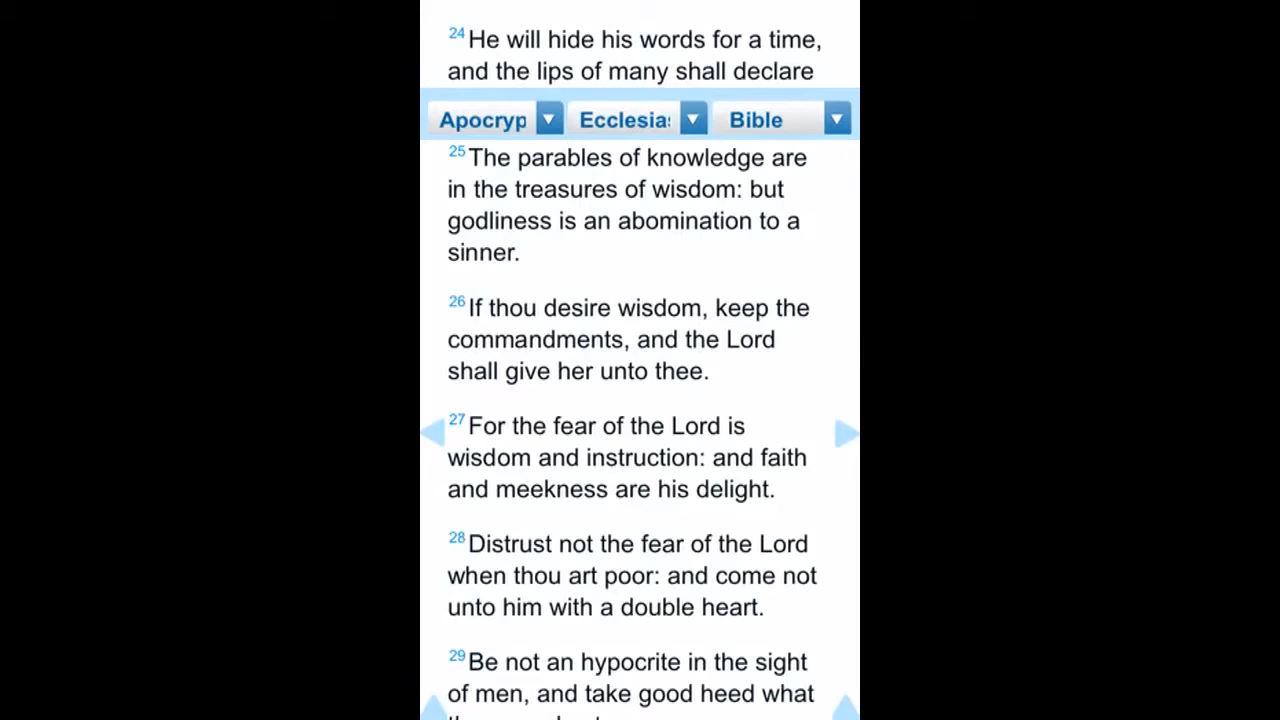 24 He will hide his words for a time,
and the lips of many shall declare
Apocryp Ecclesia Bible
25 The parables of knowledge are
in the treasures of wisdom: but
godliness is an abomination to a
sinner.
26 If thou desire wisdom, keep the
commandments, and the Lord
shall give her unto thee.
27 For the fear of the Lord is
wisdom and instruction: and faith
and meekness are his delight.
28 Distrust not the fear of the Lord
when thou art poor: and come not
unto him with a double heart.
29 Be not an hypocrite in the sight
of men, and take good heed what